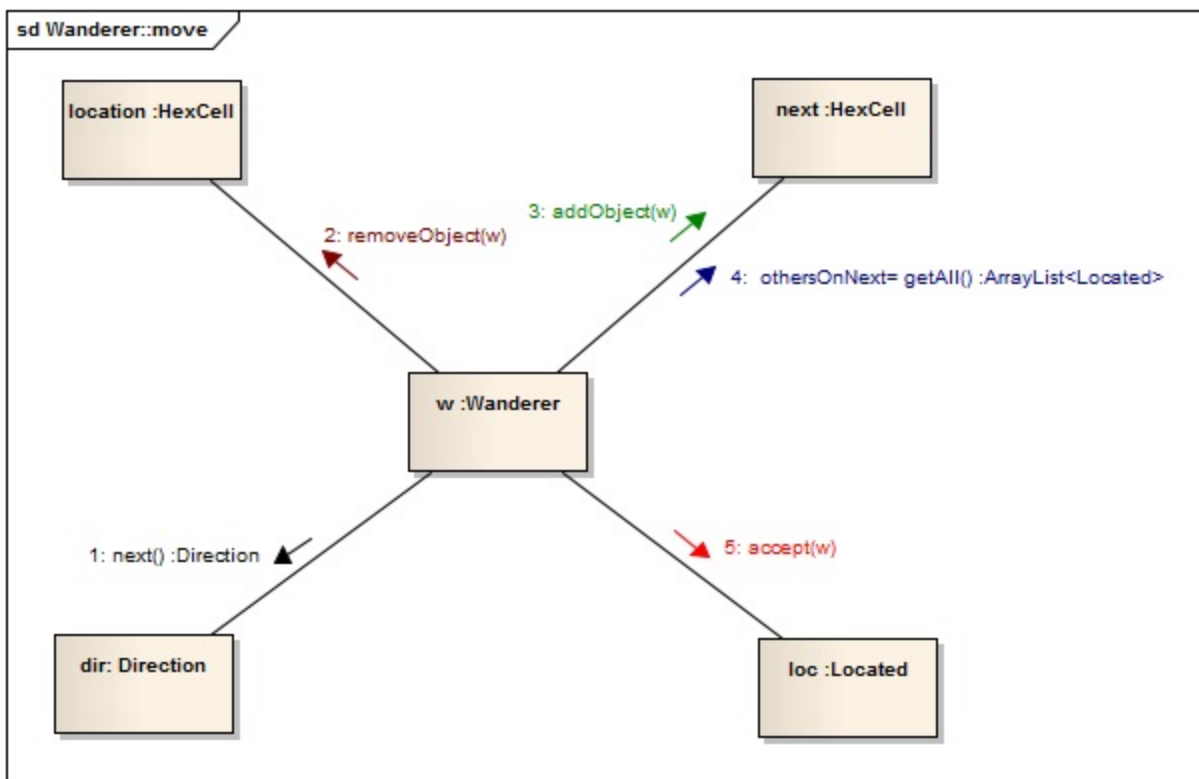 sd Wanderer::move
location :HexCell
next :HexCell
3: addObject(w)
2: removeObject(w)
4:  othersOnNext= getAll() :ArrayList<Located>
w :Wanderer
1: next() :Direction
5: accept(w)
dir: Direction
loc :Located